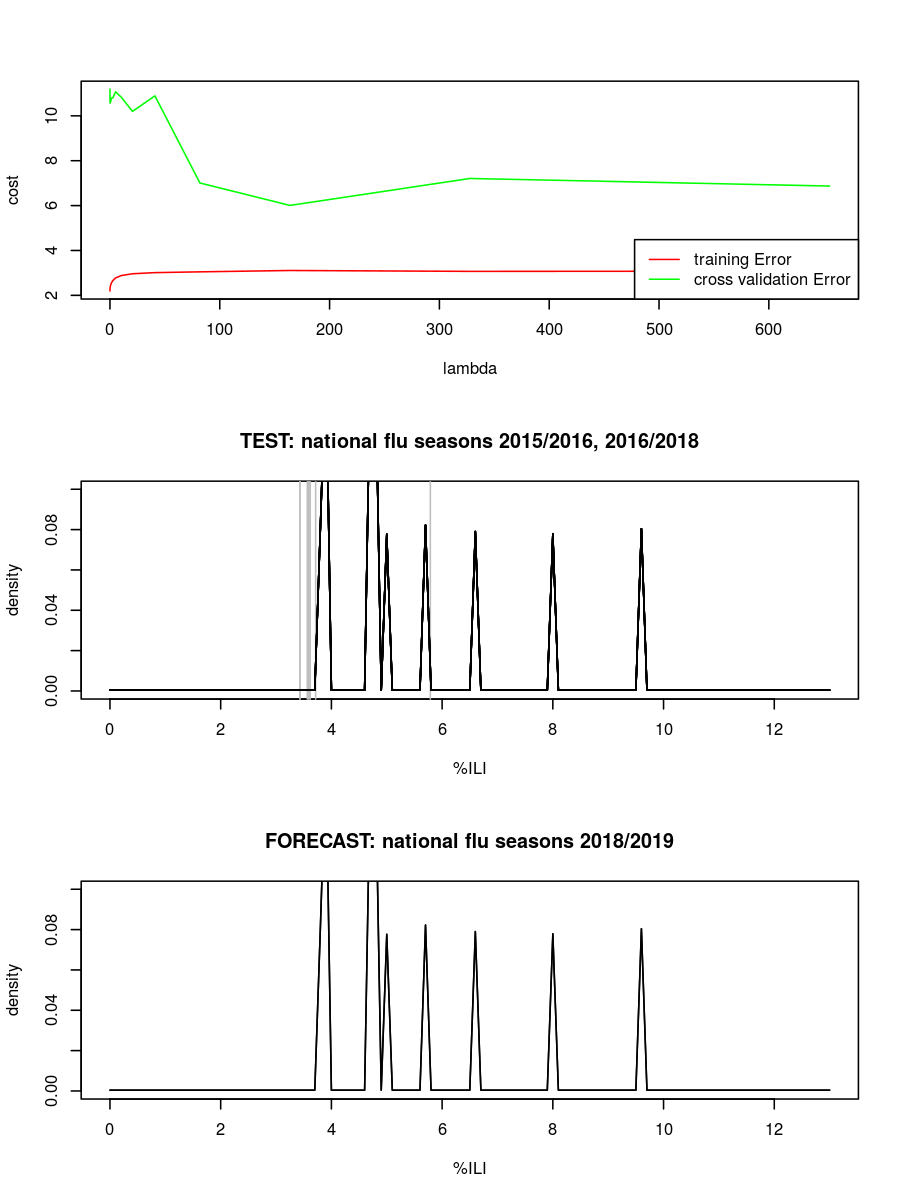 cost
2
4
6
8
10
training Error
cross validation Error
0 100 200 300 400 500 600
lambda
TEST: national flu seasons 2015/2016, 2016/2018
density
0.00
0.04
0.08
0 2 4 6 8 10 12
%ILI
FORECAST: national flu seasons 2018/2019
density
0.00
0.04
0.08
0 2 4 6 8 10 12
%ILI